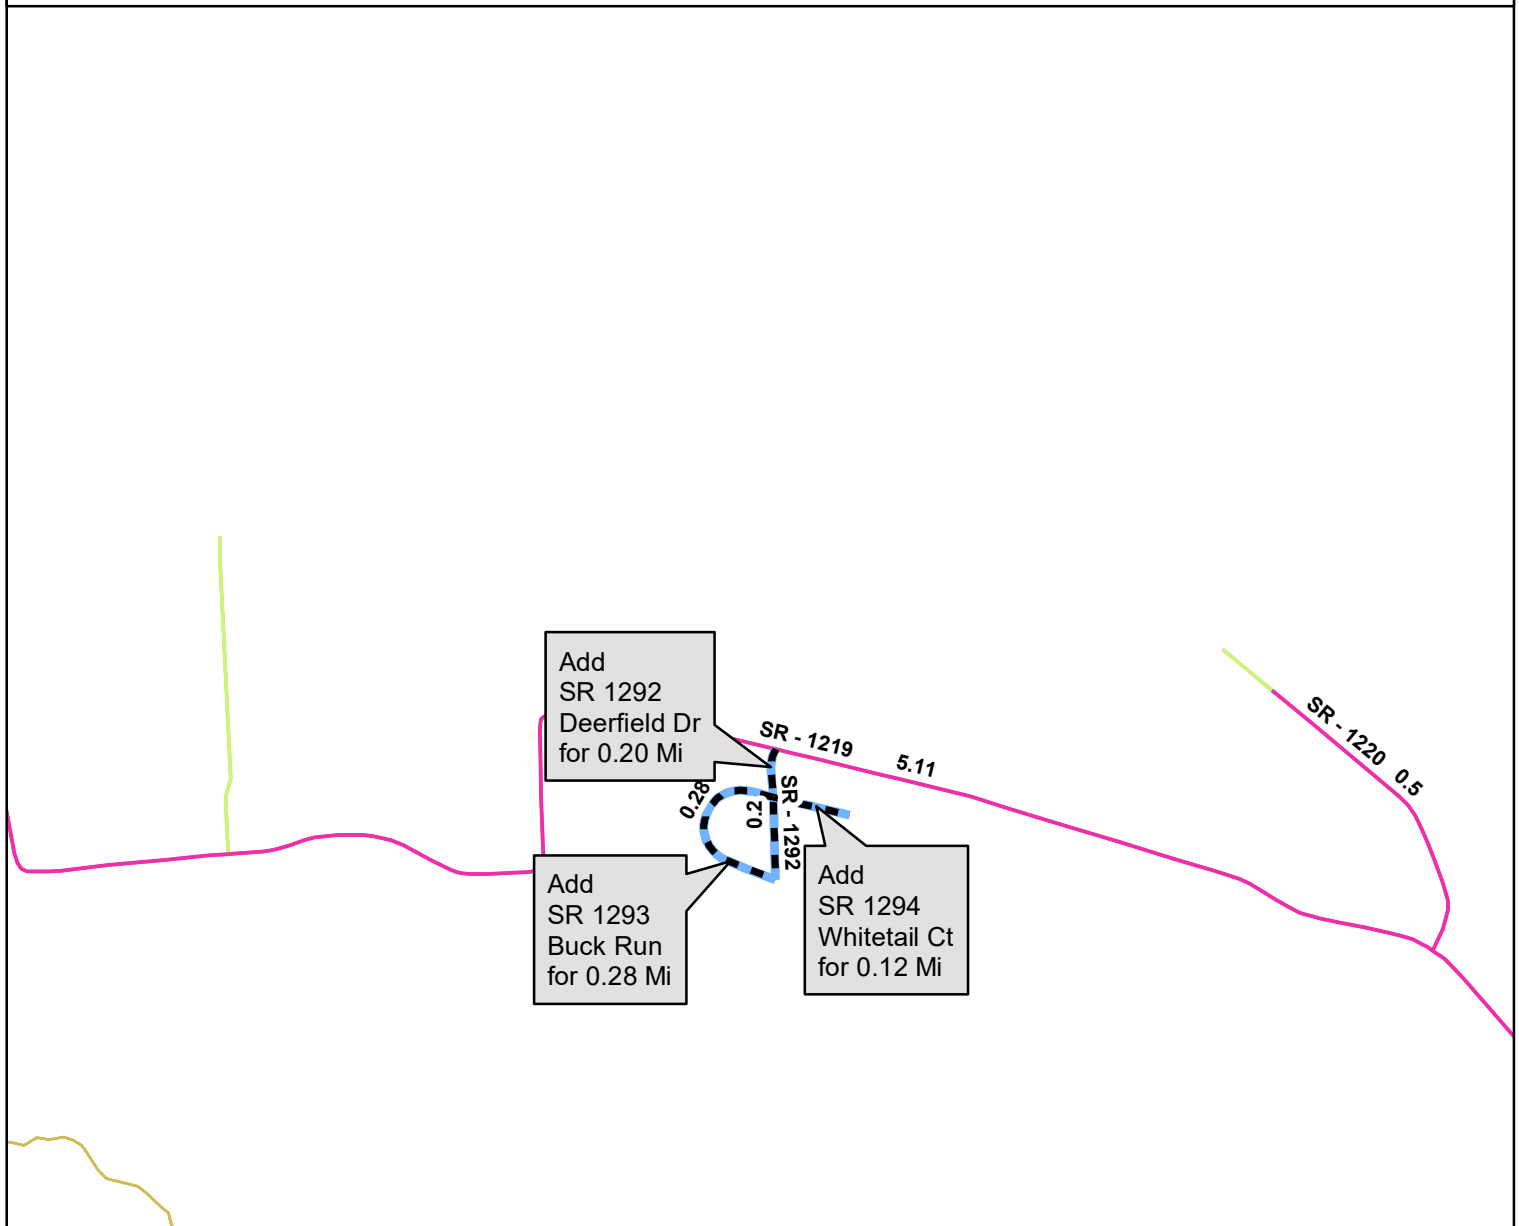 Add
SR 1292
Deerfield Dr
for 0.20 Mi
SR - 1219
5.11
SR - 1220 0.5
0.28
0.2
SR - 1292
Add
SR 1293
Buck Run
for 0.28 Mi
Add
SR 1294
Whitetail Ct
for 0.12 Mi